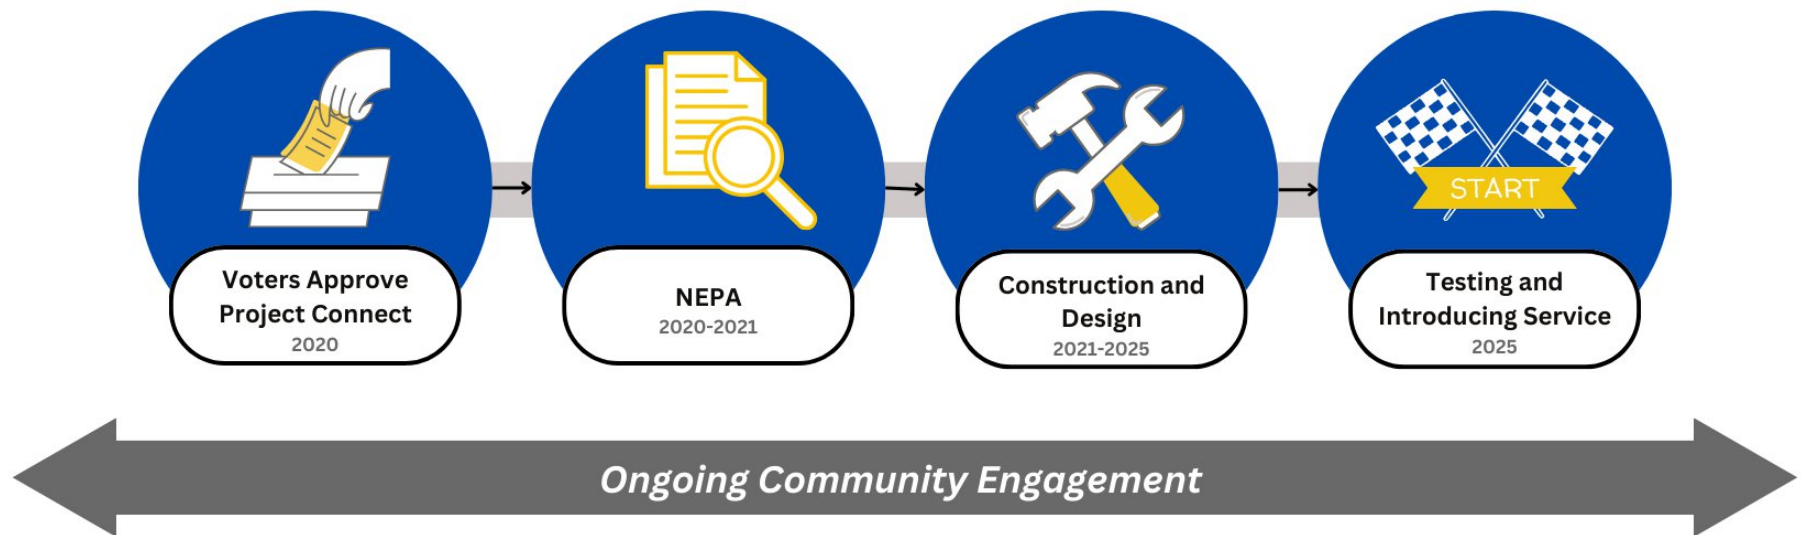 START
Voters Approve
Project Connect
2020
NEPA
2020-2021
Construction and
Design
2021-2025
Testing and
Introducing Service
2025
Ongoing Community Engagement